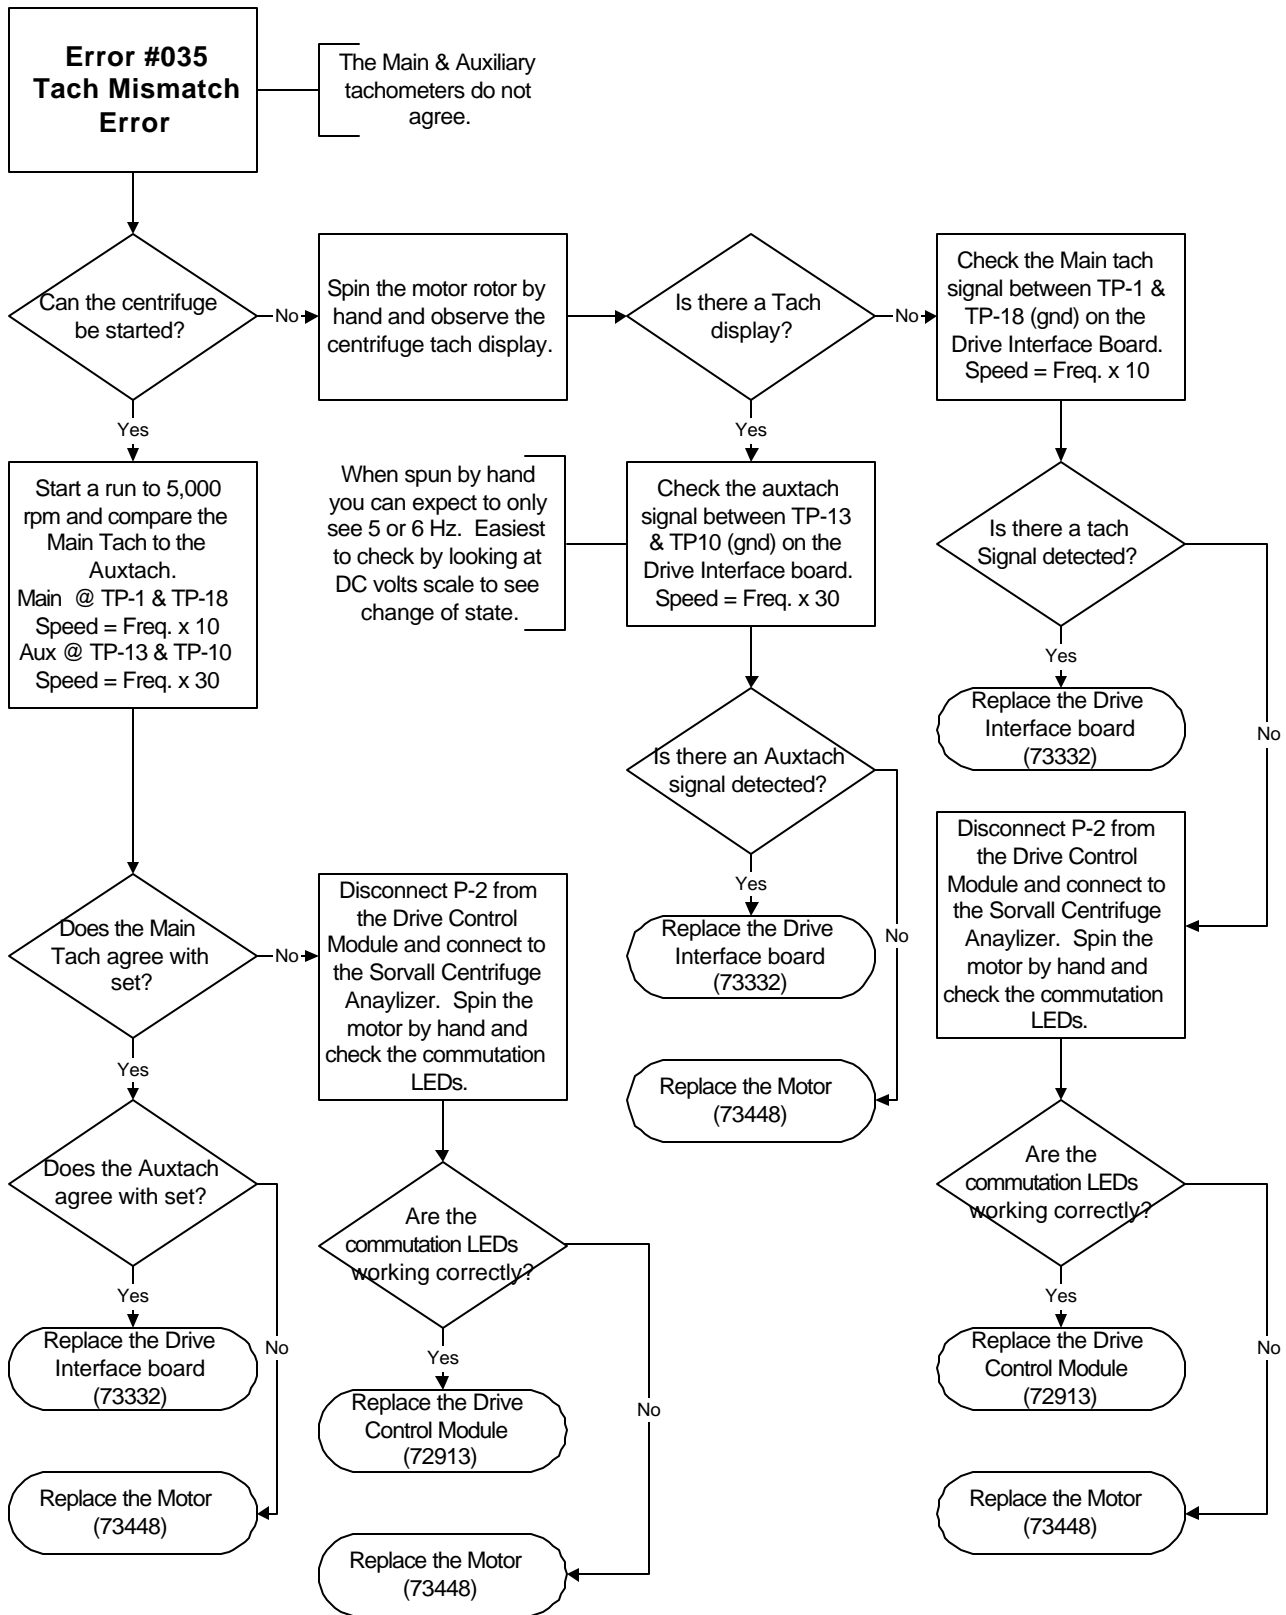 Error #035
Tach Mismatch
Error
The Main & Auxiliary
tachometers do not
agree.
Can the centrifuge
be started?
No
Spin the motor rotor by
hand and observe the
centrifuge tach display.
Is there a Tach
display?
No
Check the Main tach
signal between TP-1 &
TP-18 (gnd) on the
Drive Interface Board.
Speed = Freq. x 10
Yes
Yes
Start a run to 5,000
rpm and compare the
Main Tach to the
Auxtach.
Main @ TP-1 & TP-18
Speed = Freq. x 10
Aux @ TP-13 & TP-10
Speed = Freq. x 30
When spun by hand
you can expect to only
see 5 or 6 Hz. Easiest
to check by looking at
DC volts scale to see
change of state.
Check the auxtach
signal between TP-13
& TP10 (gnd) on the
Drive Interface board.
Speed = Freq. x 30
Is there a tach
Signal detected?
Yes
Replace the Drive
Interface board
(73332)
No
Is there an Auxtach
signal detected?
Yes
Replace the Drive
Interface board
(73332)
No
Replace the Motor
(73448)
Disconnect P-2 from
the Drive Control
Module and connect to
the Sorvall Centrifuge
Anaylizer. Spin the
motor by hand and
check the commutation
LEDs.
Does the Main
Tach agree with
set?
No
Disconnect P-2 from
the Drive Control
Module and connect to
the Sorvall Centrifuge
Anaylizer. Spin the
motor by hand and
check the commutation
LEDs.
Yes
Does the Auxtach
agree with set?
Are the
commutation LEDs
working correctly?
Are the
commutation LEDs
working correctly?
Yes
Replace the Drive
Interface board
(73332)
No
Replace the Motor
(73448)
Yes
Replace the Drive
Control Module
(72913)
No
Replace the Motor
(73448)
Yes
Replace the Drive
Control Module
(72913)
No
Replace the Motor
(73448)